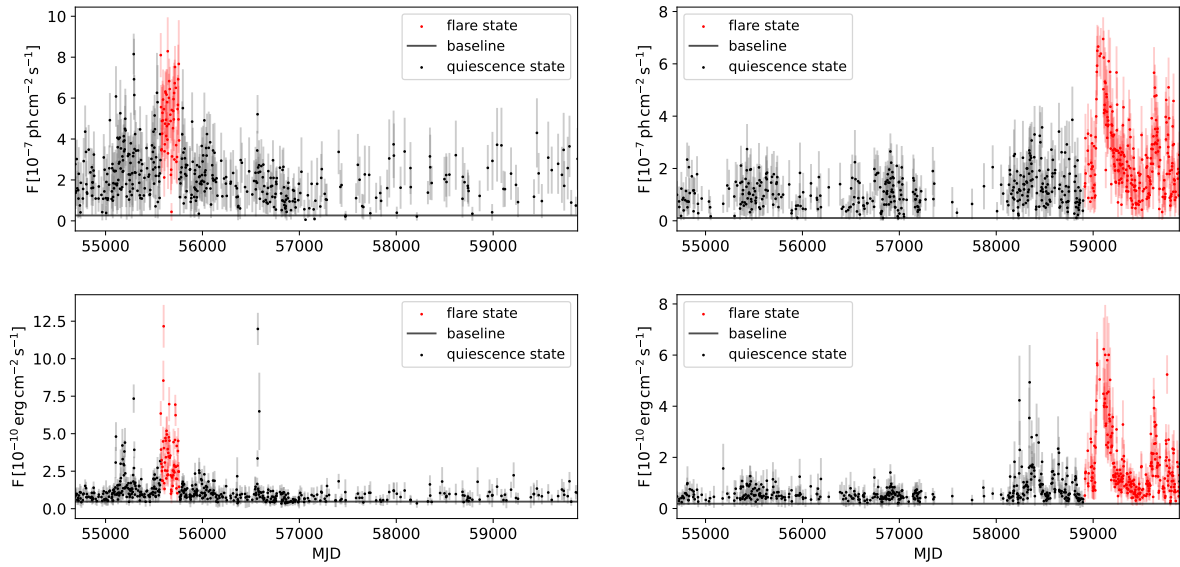 10
8
6
4
2
0
F [10⁻⁷ ph cm⁻² s⁻¹]
flare state
baseline
quiescence state
55000 56000 57000 58000 59000
8
6
4
2
0
F [10⁻⁷ ph cm⁻² s⁻¹]
flare state
baseline
quiescence state
55000 56000 57000 58000 59000
12.5
10.0
7.5
5.0
2.5
0.0
F [10⁻¹⁰ erg cm⁻² s⁻¹]
flare state
baseline
quiescence state
55000 56000 57000 58000 59000
MJD
8
6
4
2
0
F [10⁻¹⁰ erg cm⁻² s⁻¹]
flare state
baseline
quiescence state
55000 56000 57000 58000 59000
MJD